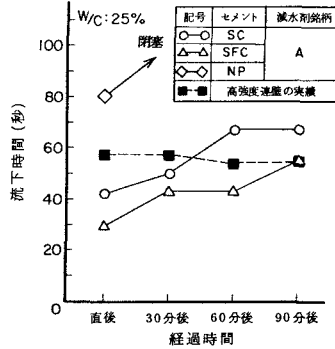 W/C:25%
閉塞
記号 セメント 減水剤銘柄
SC
SFC A
NP
高強度連壁の実績
100
80
60
40
20
0
流下時間(秒)
直後 30分後 60分後 90分後
経過時間